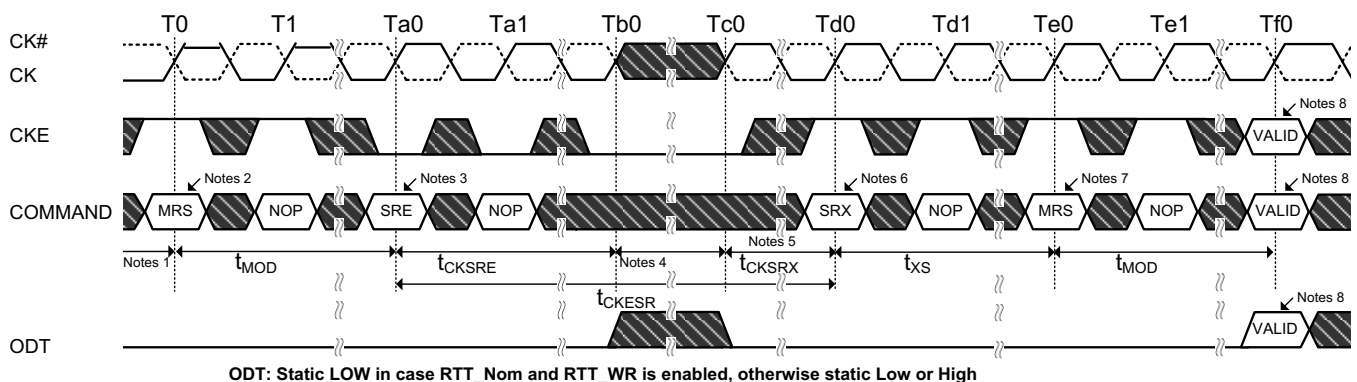 T0 T1 Ta0 Ta1 Tb0 Tc0 Td0 Td1 Te0 Te1 Tf0
CK#
CK
Notes 8
CKE
VALID
Notes 2 Notes 3 Notes 6 Notes 7 Notes 8
COMMAND MRS NOP SRE NOP SRX NOP MRS NOP VALID
Notes 1 tMOD tCKSRE Notes 4 Notes 5 tCKSRX tXS tMOD
tCKESR
Notes 8
ODT VALID
ODT: Static LOW in case RTT_Nom and RTT_WR is enabled, otherwise static Low or High